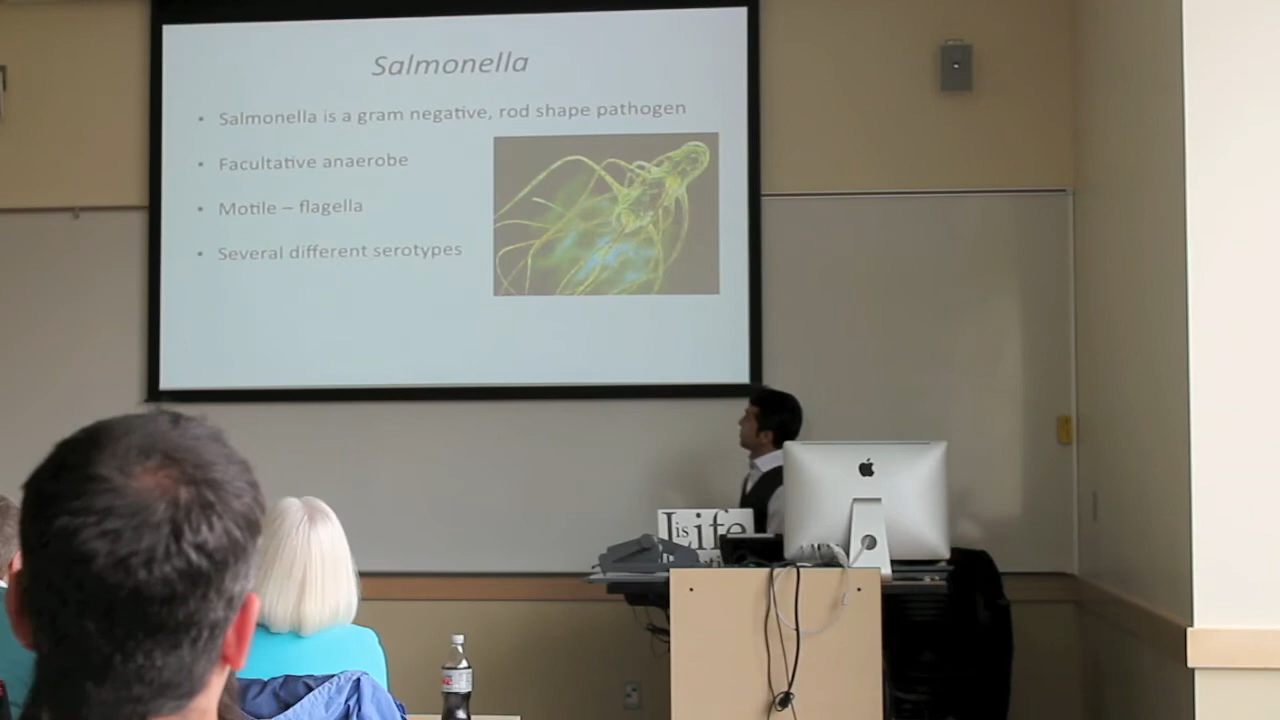 Salmonella
• Salmonella is a gram negative, rod shape pathogen
• Facultative anaerobe
• Motile – flagella
• Several different serotypes
Life
is